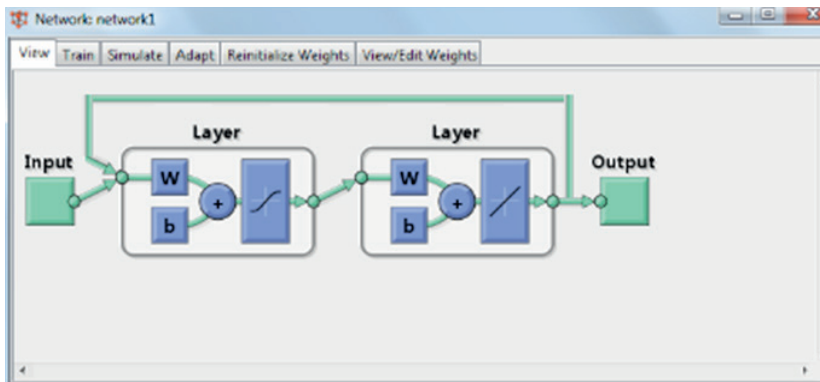 Network: network1
View Train Simulate Adapt Reinitialize Weights View/Edit Weights
Layer Layer
Input Output
W W
+ +
b b